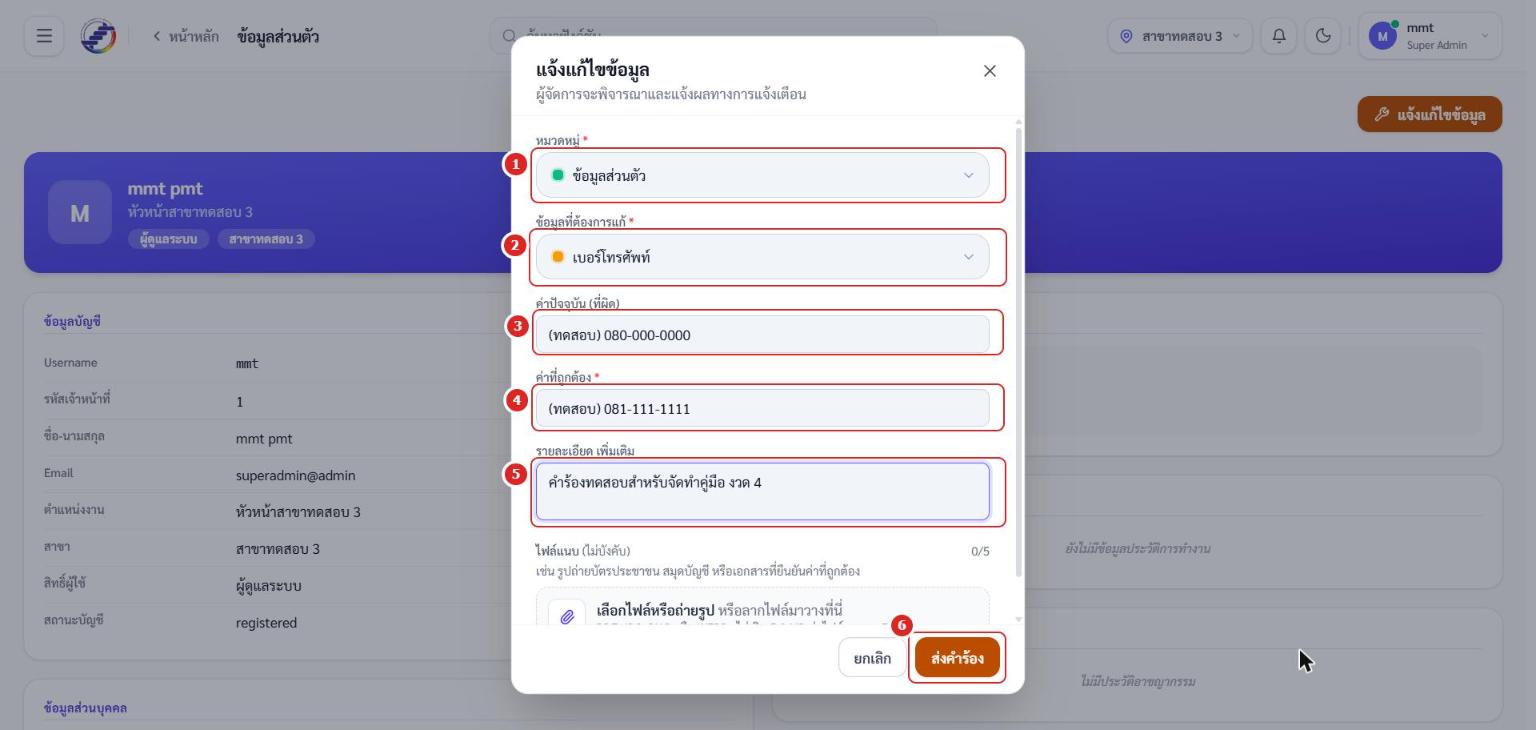 หน้าหลัก
ข้อมูลส่วนตัว
สาขาทดสอบ 3
M
mmt
Super Admin
แจ้งแก้ไขข้อมูล
M
mmt pmt
หัวหน้าสาขาทดสอบ 3
ผู้ดูแลระบบ
สาขาทดสอบ 3
ข้อมูลบัญชี
Username
mmt
รหัสเจ้าหน้าที่
1
ชื่อ-นามสกุล
mmt pmt
Email
superadmin@admin
ตำแหน่งงาน
หัวหน้าสาขาทดสอบ 3
สาขา
สาขาทดสอบ 3
สิทธิ์ผู้ใช้
ผู้ดูแลระบบ
สถานะบัญชี
registered
ข้อมูลส่วนบุคคล
แจ้งแก้ไขข้อมูล
ผู้จัดการจะพิจารณาและแจ้งผลทางการแจ้งเตือน
หมวดหมู่ *
1
ข้อมูลส่วนตัว
ข้อมูลที่ต้องการแก้ *
2
เบอร์โทรศัพท์
ค่าปัจจุบัน (ที่ผิด)
3
(ทดสอบ) 080-000-0000
ค่าที่ถูกต้อง *
4
(ทดสอบ) 081-111-1111
รายละเอียด เพิ่มเติม
5
คำร้องทดสอบสำหรับจัดทำคู่มือ งวด 4
ไฟล์แนบ (ไม่บังคับ)
0/5
เช่น รูปถ่ายบัตรประชาชน สมุดบัญชี หรือเอกสารที่ยืนยันค่าที่ถูกต้อง
เลือกไฟล์หรือถ่ายรูป หรือลากไฟล์มาวางที่นี่
6
ยกเลิก
ส่งคำร้อง
ยังไม่มีข้อมูลประวัติการทำงาน
ไม่มีประวัติอาชญากรรม